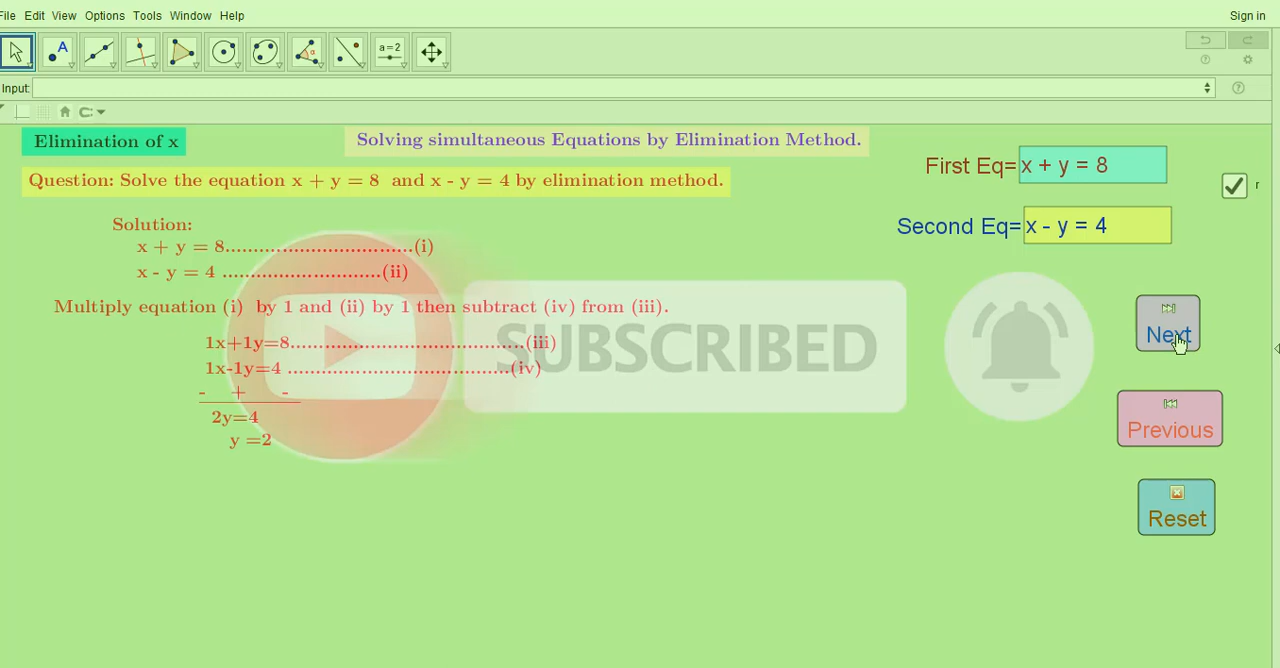 File Edit View Options Tools Window Help Sign in
A a=2
Input:
Elimination of x
Solving simultaneous Equations by Elimination Method.
Question: Solve the equation x + y = 8 and x - y = 4 by elimination method.
First Eq= x + y = 8
r
Second Eq= x - y = 4
Solution:
x + y = 8.................................(i)
x - y = 4 ............................(ii)
Multiply equation (i) by 1 and (ii) by 1 then subtract (iv) from (iii).
1x+1y=8.........................................(iii)
1x-1y=4 .......................................(iv)
- + -
2y=4
y =2
SUBSCRIBED
Next
Previous
Reset